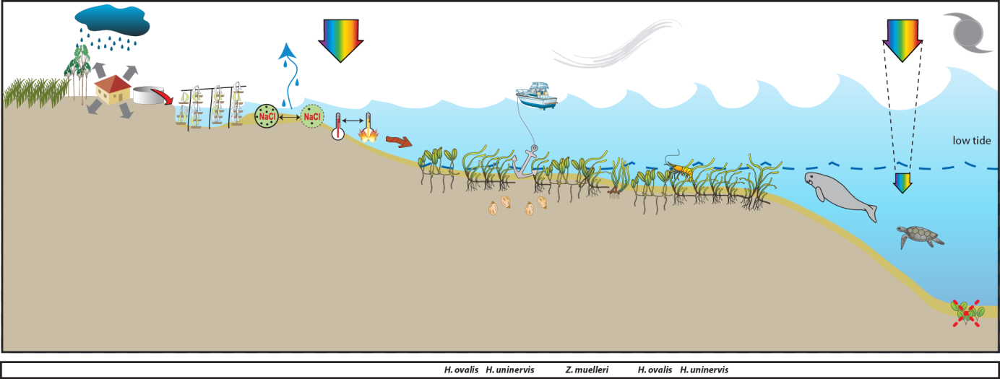 NaCl
NaCl
low tide
H. ovalis H. uninervis Z. muelleri H. ovalis H. uninervis